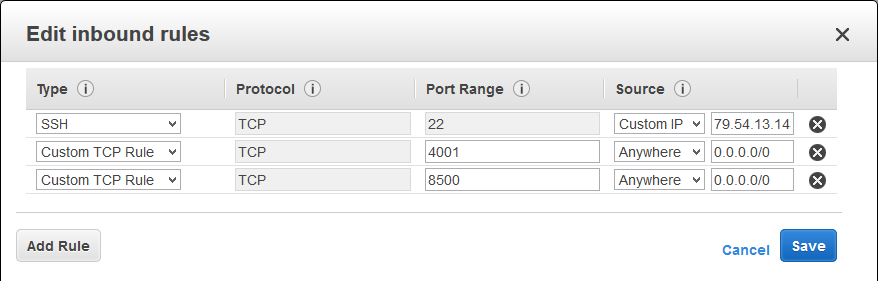 Edit inbound rules
Type i Protocol i Port Range i Source i
SSH TCP 22 Custom IP 79.54.13.14
Custom TCP Rule TCP 4001 Anywhere 0.0.0.0/0
Custom TCP Rule TCP 8500 Anywhere 0.0.0.0/0
Add Rule Cancel Save